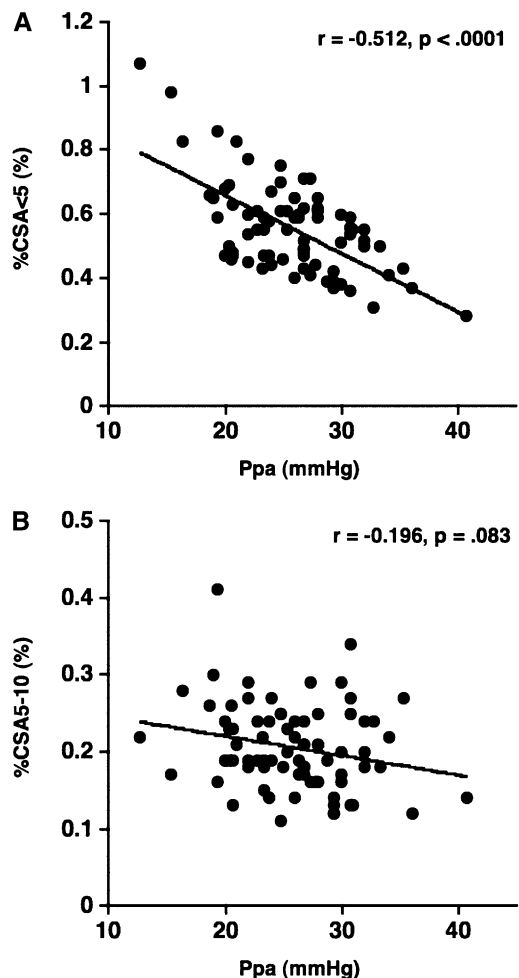 A
r = -0.512, p < .0001
%CSA<5 (%)
1.2
1
0.8
0.6
0.4
0.2
0
10 20 30 40
Ppa (mmHg)
B
r = -0.196, p = .083
%CSA5-10 (%)
0.5
0.4
0.3
0.2
0.1
0
10 20 30 40
Ppa (mmHg)